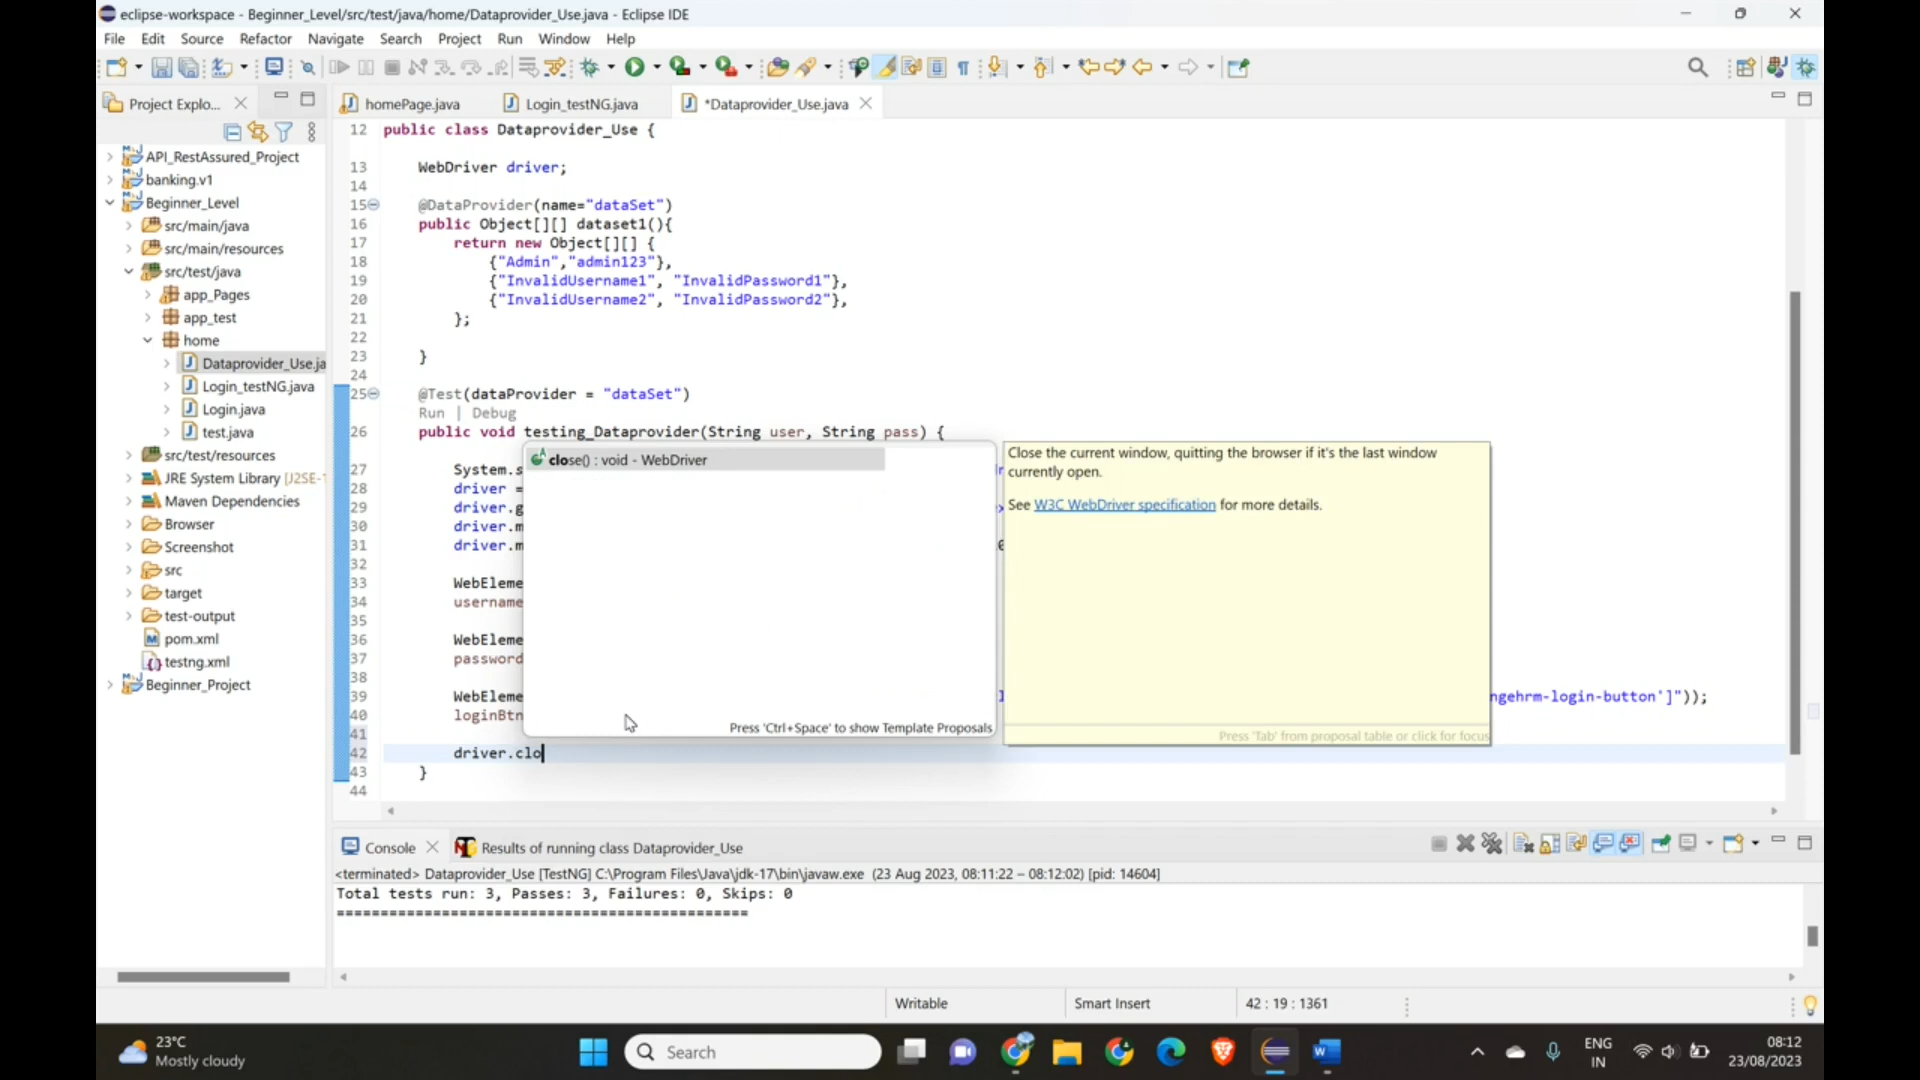 eclipse-workspace - Beginner_Level/src/test/java/home/Dataprovider_Use.java - Eclipse IDE
File Edit Source Refactor Navigate Search Project Run Window Help
Project Explo...
homePage.java
Login_testNG.java
*Dataprovider_Use.java
API_RestAssured_Project
banking.v1
Beginner_Level
src/main/java
src/main/resources
src/test/java
app_Pages
app_test
home
Dataprovider_Use.ja
Login_testNG.java
Login.java
test.java
src/test/resources
JRE System Library [J2SE-1
Maven Dependencies
Browser
Screenshot
src
target
test-output
pom.xml
testng.xml
Beginner_Project
12 public class Dataprovider_Use {
13 WebDriver driver;
14
15 @DataProvider(name="dataSet")
16 public Object[][] dataset1(){
17 return new Object[][] {
18 {"Admin","admin123"},
19 {"InvalidUsername1", "InvalidPassword1"},
20 {"InvalidUsername2", "InvalidPassword2"},
21 };
22
23 }
24
25 @Test(dataProvider = "dataSet")
Run | Debug
26 public void testing_Dataprovider(String user, String pass) {
27 System.s
28 driver =
29 driver.g
30 driver.m
31 driver.m
32
33 WebEleme
34 username
35
36 WebEleme
37 password
38
39 WebEleme ngehrm-login-button']"));
40 loginBtn
41
42 driver.clo
43 }
44
close() : void - WebDriver
Press 'Ctrl+Space' to show Template Proposals
Close the current window, quitting the browser if it's the last window
currently open.
See W3C WebDriver specification for more details.
Press 'Tab' from proposal table or click for focus
Console
Results of running class Dataprovider_Use
<terminated> Dataprovider_Use [TestNG] C:\Program Files\Java\jdk-17\bin\javaw.exe (23 Aug 2023, 08:11:22 – 08:12:02) [pid: 14604]
Total tests run: 3, Passes: 3, Failures: 0, Skips: 0
===============================================
Writable
Smart Insert
42 : 19 : 1361
23°C
Mostly cloudy
Search
ENG
IN
08:12
23/08/2023